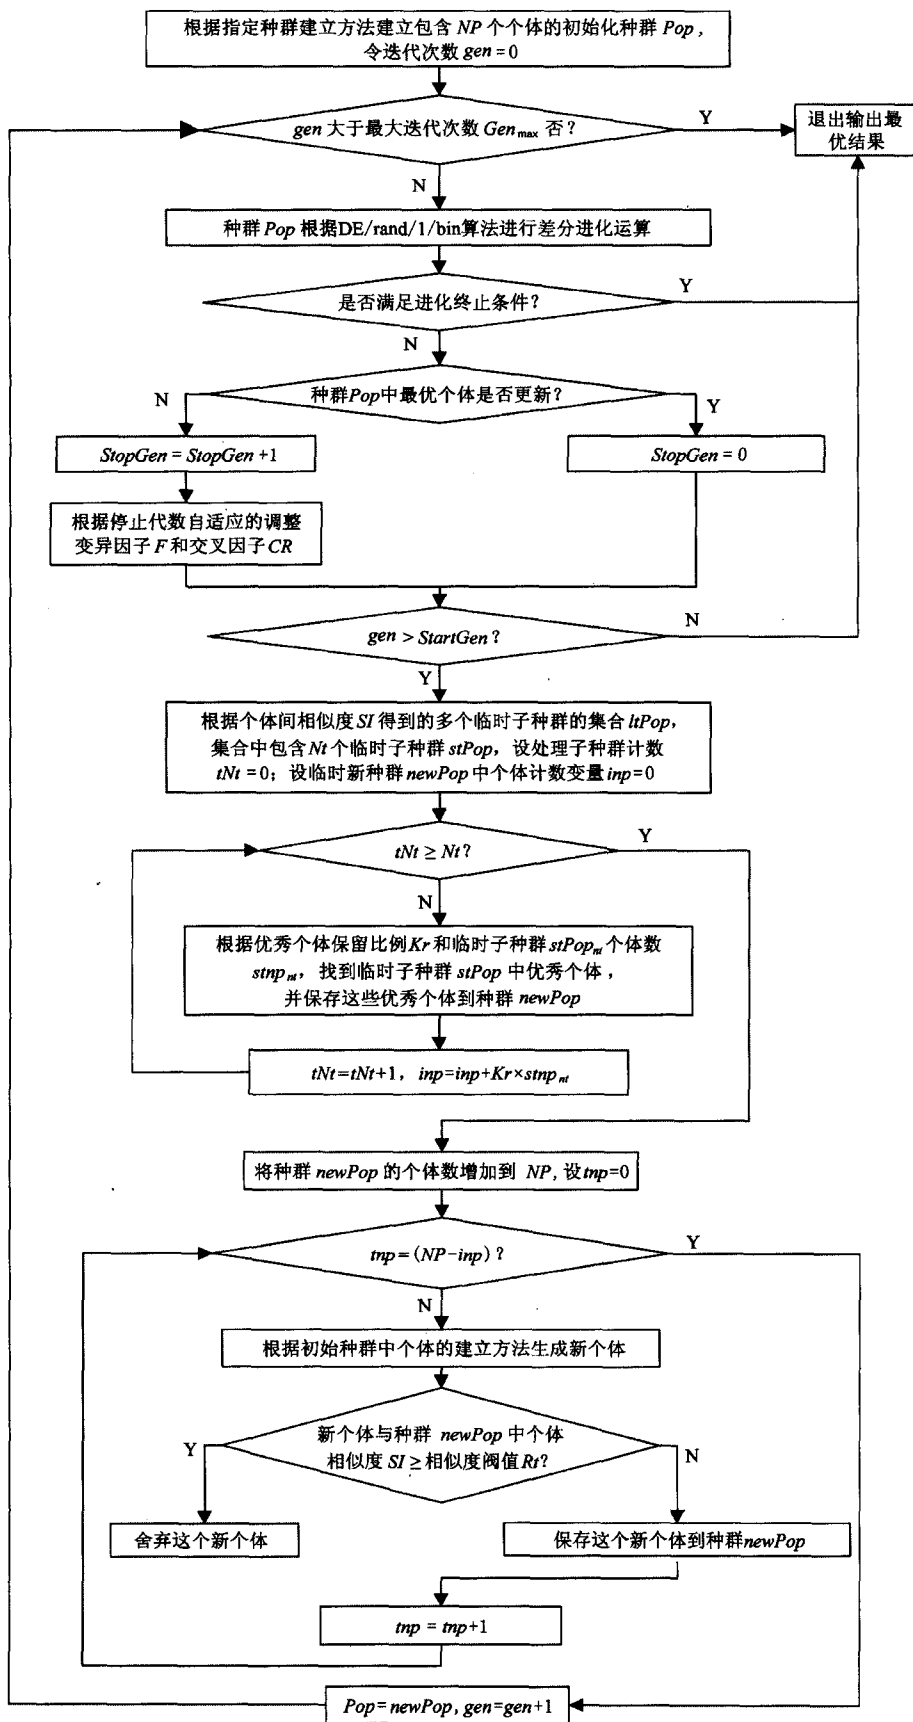 根据指定种群建立方法建立包含 NP 个个体的初始化种群 Pop，
令迭代次数 gen=0
gen 大于最大迭代次数 Gen_max 否？
Y
退出输出最
优结果
N
种群 Pop 根据DE/rand/1/bin算法进行差分进化运算
是否满足进化终止条件？
Y
N
种群Pop中最优个体是否更新？
N
Y
StopGen = StopGen +1
StopGen = 0
根据停止代数自适应的调整
变异因子 F 和交叉因子 CR
gen > StartGen？
N
Y
根据个体间相似度 SI 得到的多个临时子种群的集合 ltPop，
集合中包含 Nt 个临时子种群 stPop，设处理子种群计数
tNt =0；设临时新种群 newPop 中个体计数变量 inp=0
tNt ≥ Nt？
Y
N
根据优秀个体保留比例Kr 和临时子种群 stPop_nt 个体数
stnp_nt，找到临时子种群 stPop 中优秀个体，
并保存这些优秀个体到种群 newPop
tNt=tNt+1，inp=inp+Kr×stnp_nt
将种群 newPop 的个体数增加到 NP, 设tnp=0
tnp=(NP-inp)？
Y
N
根据初始种群中个体的建立方法生成新个体
新个体与种群 newPop 中个体
相似度 SI ≥ 相似度阀值 Rt？
Y
N
舍弃这个新个体
保存这个新个体到种群newPop
tnp = tnp+1
Pop=newPop, gen=gen+1